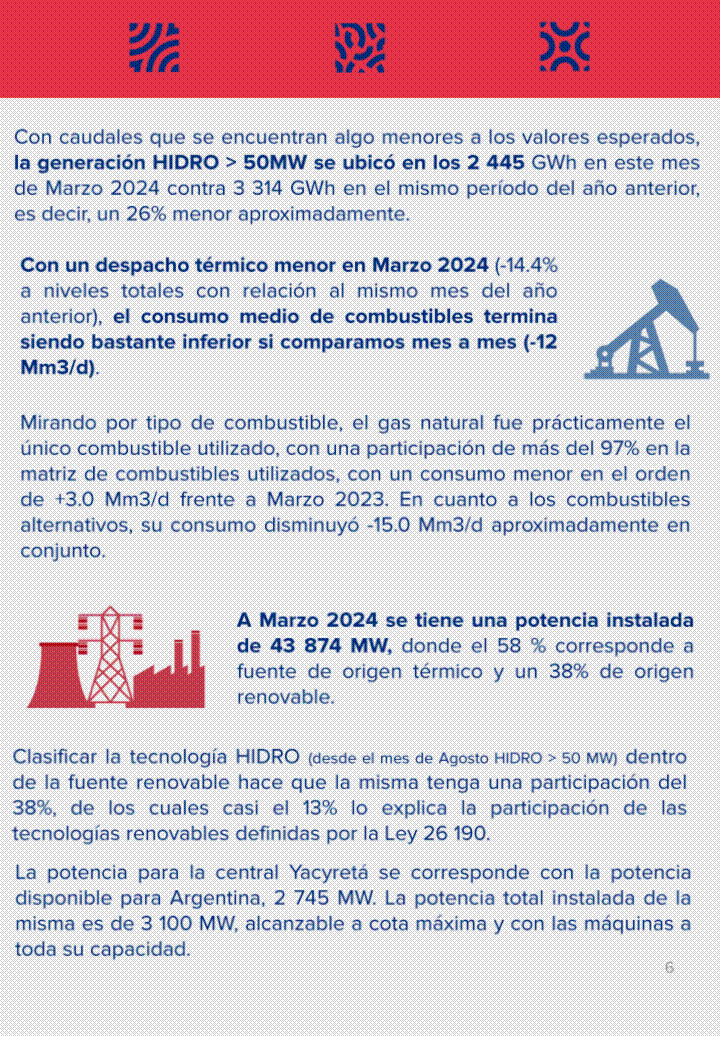 Con caudales que se encuentran algo menores a los valores esperados,
la generación HIDRO > 50MW se ubicó en los 2 445 GWh en este mes
de Marzo 2024 contra 3 314 GWh en el mismo período del año anterior,
es decir, un 26% menor aproximadamente.
Con un despacho térmico menor en Marzo 2024 (-14.4%
a niveles totales con relación al mismo mes del año
anterior), el consumo medio de combustibles termina
siendo bastante inferior si comparamos mes a mes (-12
Mm3/d).
Mirando por tipo de combustible, el gas natural fue prácticamente el
único combustible utilizado, con una participación de más del 97% en la
matriz de combustibles utilizados, con un consumo menor en el orden
de +3.0 Mm3/d frente a Marzo 2023. En cuanto a los combustibles
alternativos, su consumo disminuyó -15.0 Mm3/d aproximadamente en
conjunto.
A Marzo 2024 se tiene una potencia instalada
de 43 874 MW, donde el 58 % corresponde a
fuente de origen térmico y un 38% de origen
renovable.
Clasificar la tecnología HIDRO (desde el mes de Agosto HIDRO > 50 MW) dentro
de la fuente renovable hace que la misma tenga una participación del
38%, de los cuales casi el 13% lo explica la participación de las
tecnologías renovables definidas por la Ley 26 190.
La potencia para la central Yacyretá se corresponde con la potencia
disponible para Argentina, 2 745 MW. La potencia total instalada de la
misma es de 3 100 MW, alcanzable a cota máxima y con las máquinas a
toda su capacidad.
6